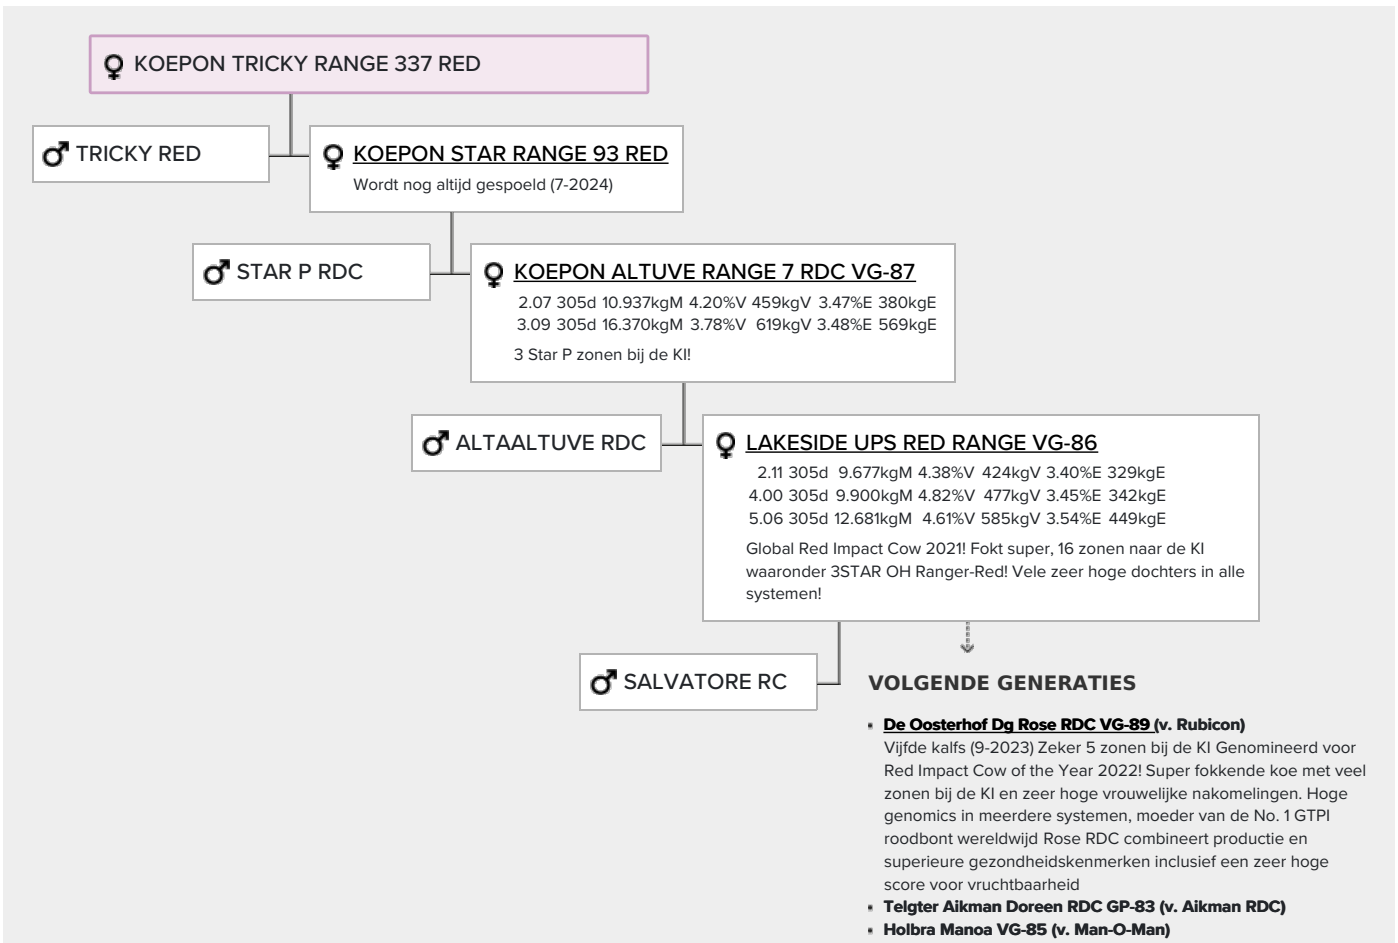 KOEPON TRICKY RANGE 337 RED
TRICKY RED
KOEPON STAR RANGE 93 RED
Wordt nog altijd gespoeld (7-2024)
STAR P RDC
KOEPON ALTUVE RANGE 7 RDC VG-87
2.07 305d 10.937kgM 4.20%V 459kgV 3.47%E 380kgE
3.09 305d 16.370kgM 3.78%V 619kgV 3.48%E 569kgE
3 Star P zonen bij de KI!
ALTAALTUVE RDC
LAKESIDE UPS RED RANGE VG-86
2.11 305d 9.677kgM 4.38%V 424kgV 3.40%E 329kgE
4.00 305d 9.900kgM 4.82%V 477kgV 3.45%E 342kgE
5.06 305d 12.681kgM 4.61%V 585kgV 3.54%E 449kgE
Global Red Impact Cow 2021! Fokt super, 16 zonen naar de KI
waaronder 3STAR OH Ranger-Red! Vele zeer hoge dochters in alle
systemen!
SALVATORE RC
VOLGENDE GENERATIES
De Oosterhof Dg Rose RDC VG-89 (v. Rubicon)
Vijfde kalfs (9-2023) Zeker 5 zonen bij de KI Genomineerd voor
Red Impact Cow of the Year 2022! Super fokkende koe met veel
zonen bij de KI en zeer hoge vrouwelijke nakomelingen. Hoge
genomics in meerdere systemen, moeder van de No. 1 GTPI
roodbont wereldwijd Rose RDC combineert productie en
superieure gezondheidskenmerken inclusief een zeer hoge
score voor vruchtbaarheid
Telgter Aikman Doreen RDC GP-83 (v. Aikman RDC)
Holbra Manoa VG-85 (v. Man-O-Man)